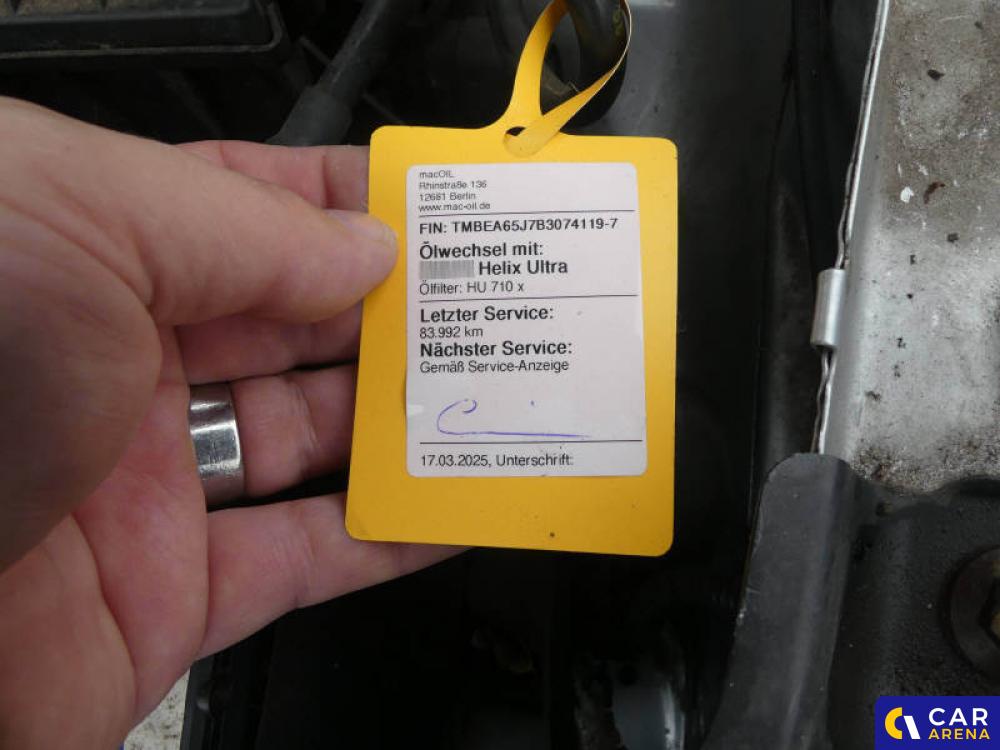 macOIL
Rhinstraße 136
12681 Berlin
www.mac-oil.de
FIN: TMBEA65J7B3074119-7
Ölwechsel mit:
Helix Ultra
Ölfilter: HU 710 x
Letzter Service:
83.992 km
Nächster Service:
Gemäß Service-Anzeige
17.03.2025, Unterschrift:
CAR
ARENA